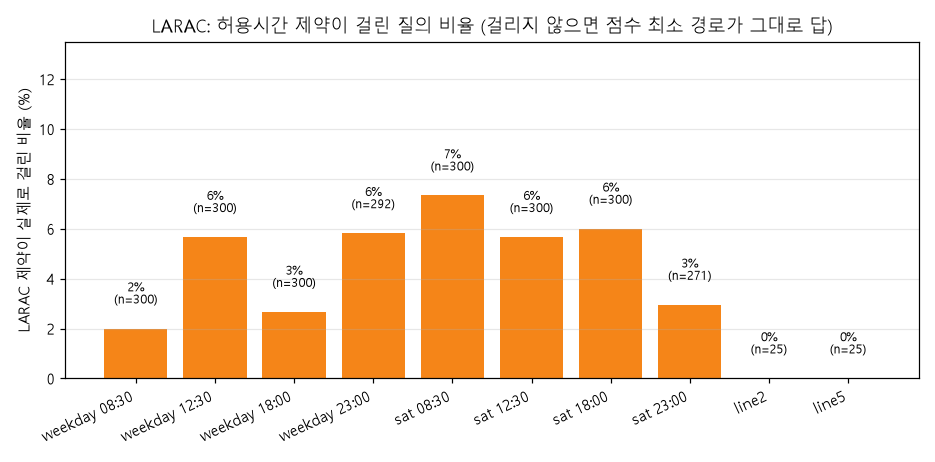 LARAC: 허용시간 제약이 걸린 질의 비율 (걸리지 않으면 점수 최소 경로가 그대로 답)
LARAC 제약이 실제로 걸린 비율 (%)
12
10
8
6
4
2
0
2%
(n=300)
6%
(n=300)
3%
(n=300)
6%
(n=292)
7%
(n=300)
6%
(n=300)
6%
(n=300)
3%
(n=271)
0%
(n=25)
0%
(n=25)
weekday 08:30
weekday 12:30
weekday 18:00
weekday 23:00
sat 08:30
sat 12:30
sat 18:00
sat 23:00
line2
line5